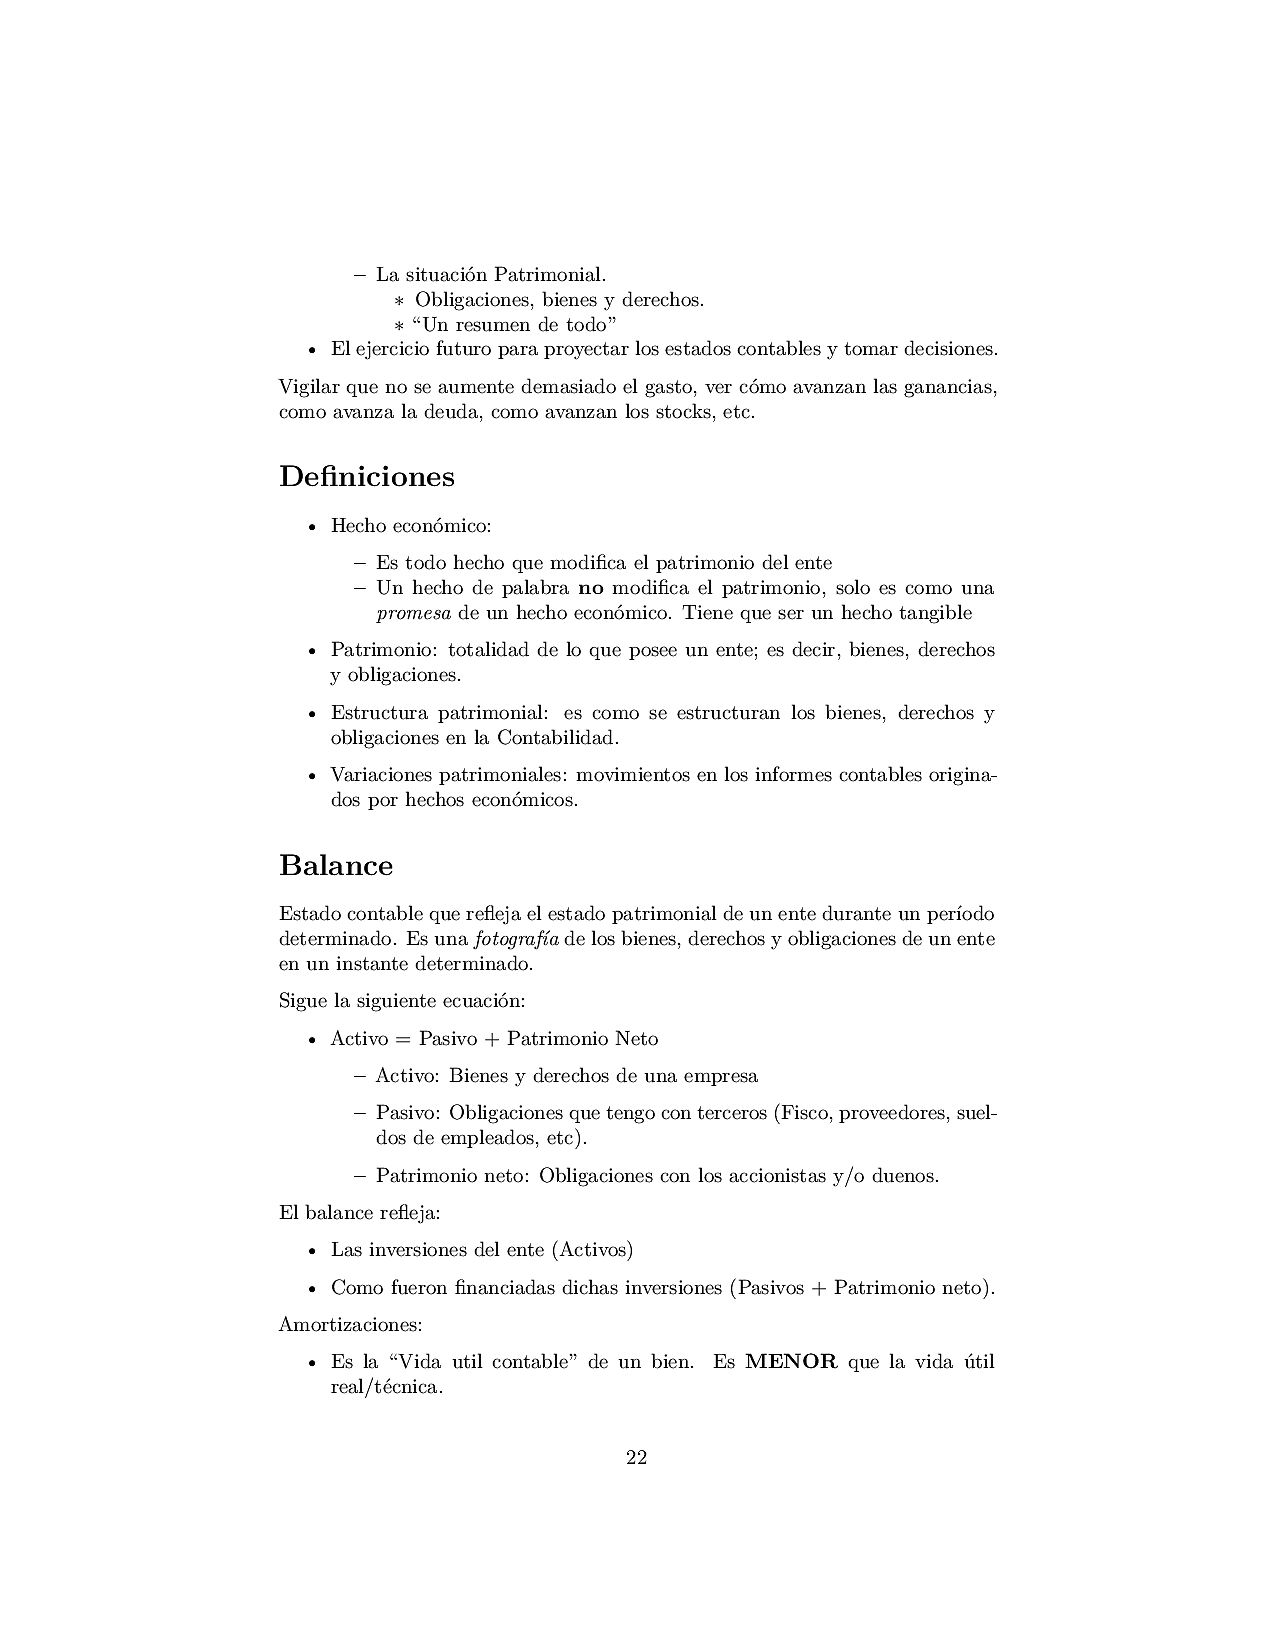 – La situación Patrimonial.
∗ Obligaciones, bienes y derechos.
∗ “Un resumen de todo”
• El ejercicio futuro para proyectar los estados contables y tomar decisiones.
Vigilar que no se aumente demasiado el gasto, ver cómo avanzan las ganancias,
como avanza la deuda, como avanzan los stocks, etc.
Definiciones
• Hecho económico:
– Es todo hecho que modifica el patrimonio del ente
– Un hecho de palabra no modifica el patrimonio, solo es como una
promesa de un hecho económico. Tiene que ser un hecho tangible
• Patrimonio: totalidad de lo que posee un ente; es decir, bienes, derechos
y obligaciones.
• Estructura patrimonial: es como se estructuran los bienes, derechos y
obligaciones en la Contabilidad.
• Variaciones patrimoniales: movimientos en los informes contables origina-
dos por hechos económicos.
Balance
Estado contable que refleja el estado patrimonial de un ente durante un período
determinado. Es una fotografía de los bienes, derechos y obligaciones de un ente
en un instante determinado.
Sigue la siguiente ecuación:
• Activo = Pasivo + Patrimonio Neto
– Activo: Bienes y derechos de una empresa
– Pasivo: Obligaciones que tengo con terceros (Fisco, proveedores, suel-
dos de empleados, etc).
– Patrimonio neto: Obligaciones con los accionistas y/o duenos.
El balance refleja:
• Las inversiones del ente (Activos)
• Como fueron financiadas dichas inversiones (Pasivos + Patrimonio neto).
Amortizaciones:
• Es la “Vida util contable” de un bien. Es MENOR que la vida útil
real/técnica.
22